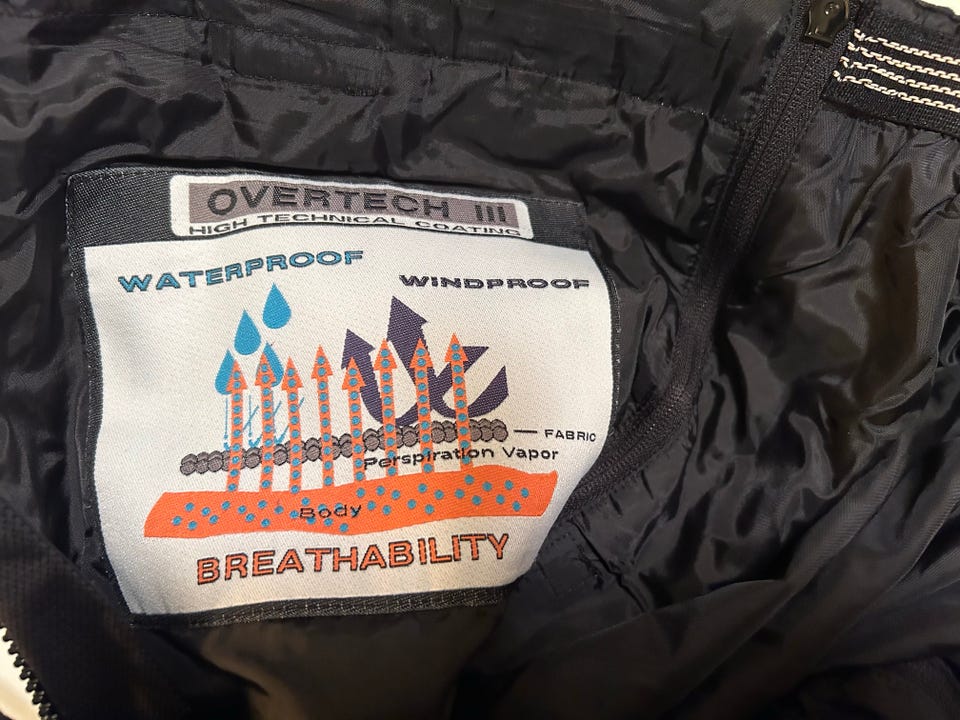 OVERTECH III
HIGH TECHNICAL COATING
WATERPROOF
WINDPROOF
FABRIC
Perspiration Vapor
Body
BREATHABILITY